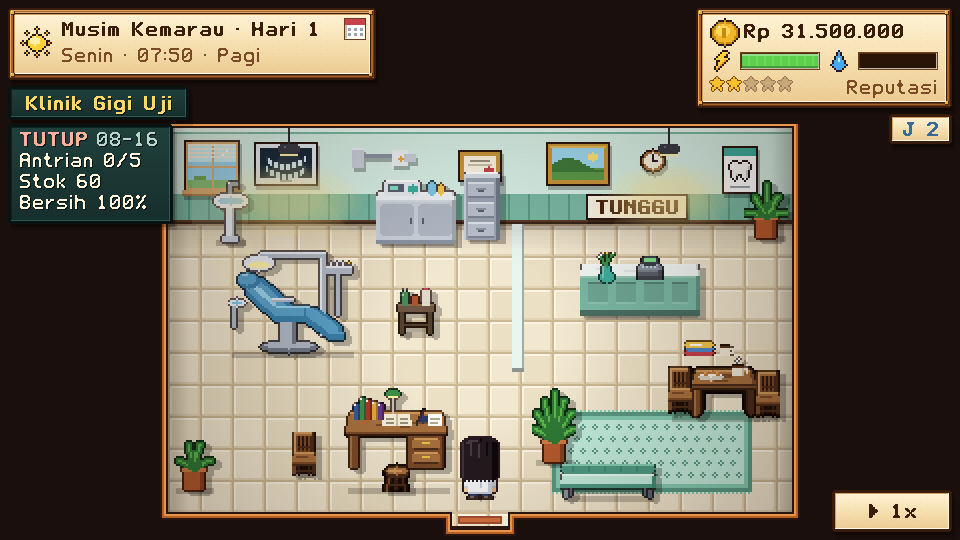 Musim Kemarau · Hari 1
Senin · 07:50 · Pagi
Rp 31.500.000
Reputasi
Klinik Gigi Uji
J 2
TUTUP 08-16
Antrian 0/5
Stok 60
Bersih 100%
TUNGGU
1x